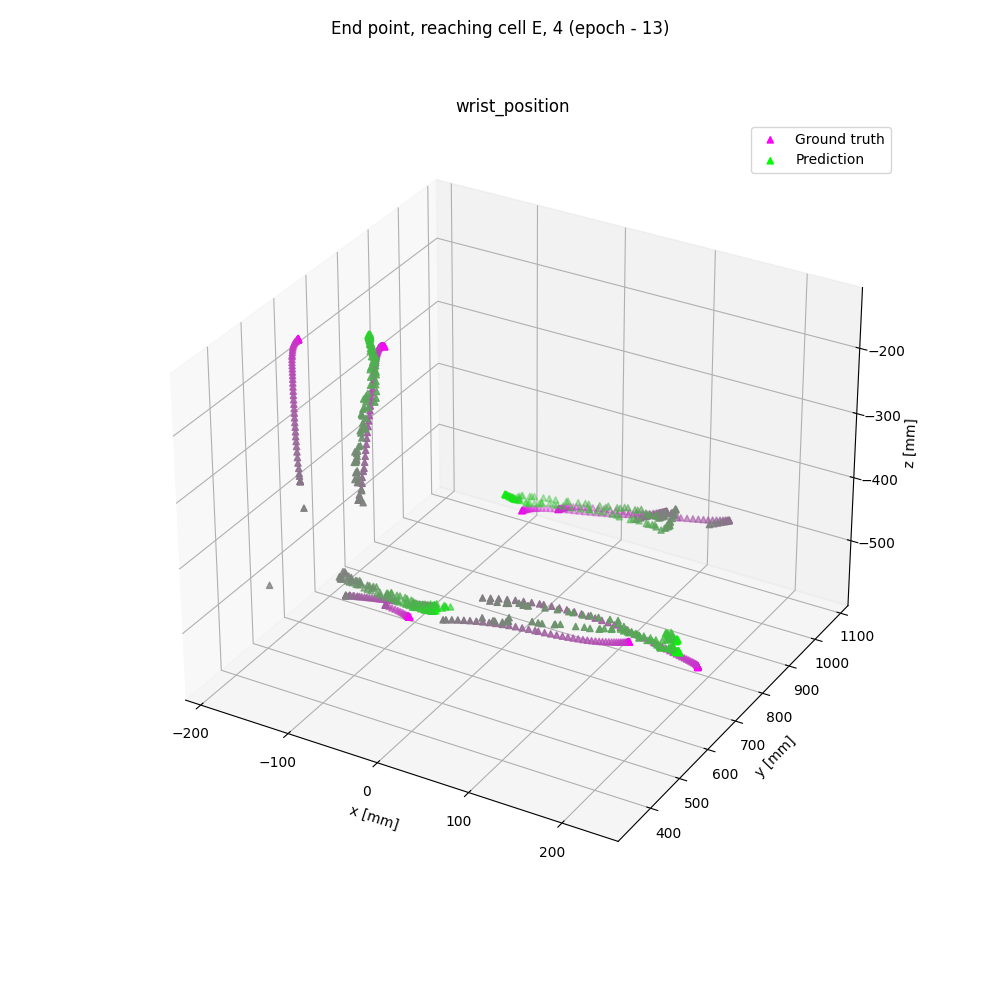 End point, reaching cell E, 4 (epoch - 13)
wrist_position
Ground truth
Prediction
−200
−300
−400
−500
z [mm]
1100
1000
900
800
700
600
500
400
y [mm]
−200
−100
0
100
200
x [mm]